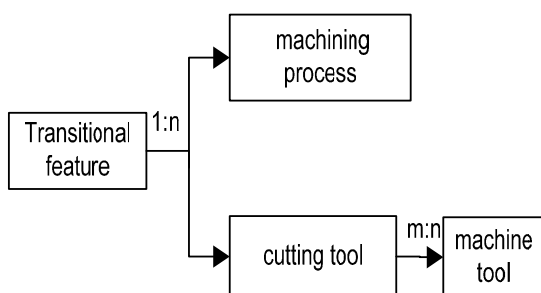 machining
process
1:n
Transitional
feature
cutting tool
m:n
machine
tool